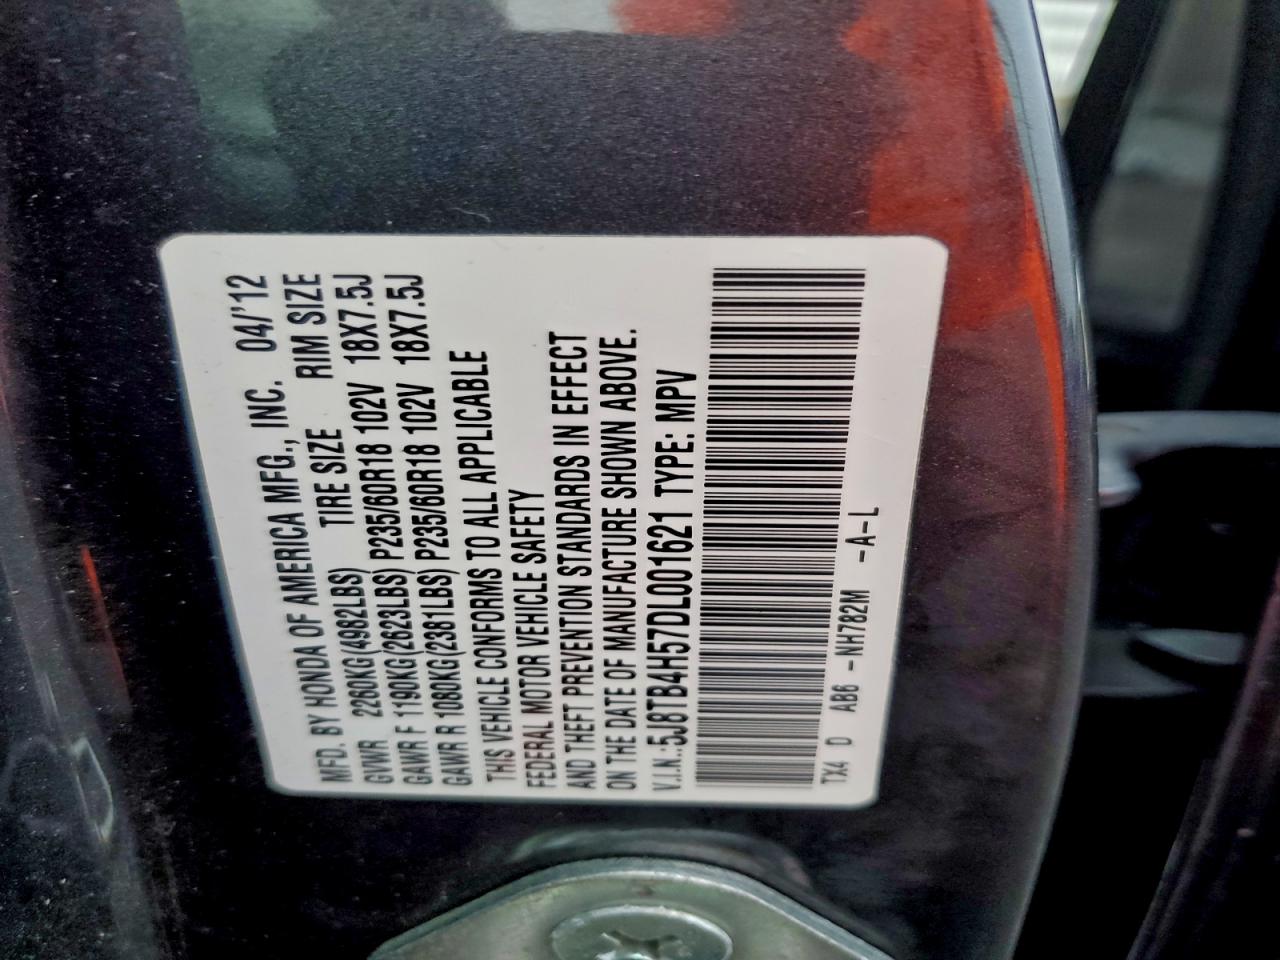 MFD. BY HONDA OF AMERICA MFG., INC. 04/'12
GVWR 2260KG(4982LBS) TIRE SIZE RIM SIZE
GAWR F 1190KG(2623LBS) P235/60R18 102V 18X7.5J
GAWR R 1080KG(2381LBS) P235/60R18 102V 18X7.5J
THIS VEHICLE CONFORMS TO ALL APPLICABLE
FEDERAL MOTOR VEHICLE SAFETY
AND THEFT PREVENTION STANDARDS IN EFFECT
ON THE DATE OF MANUFACTURE SHOWN ABOVE.
V.I.N.:5J8TB4H57DL001621 TYPE: MPV
TX4 D AB6 -NH782M -A-L